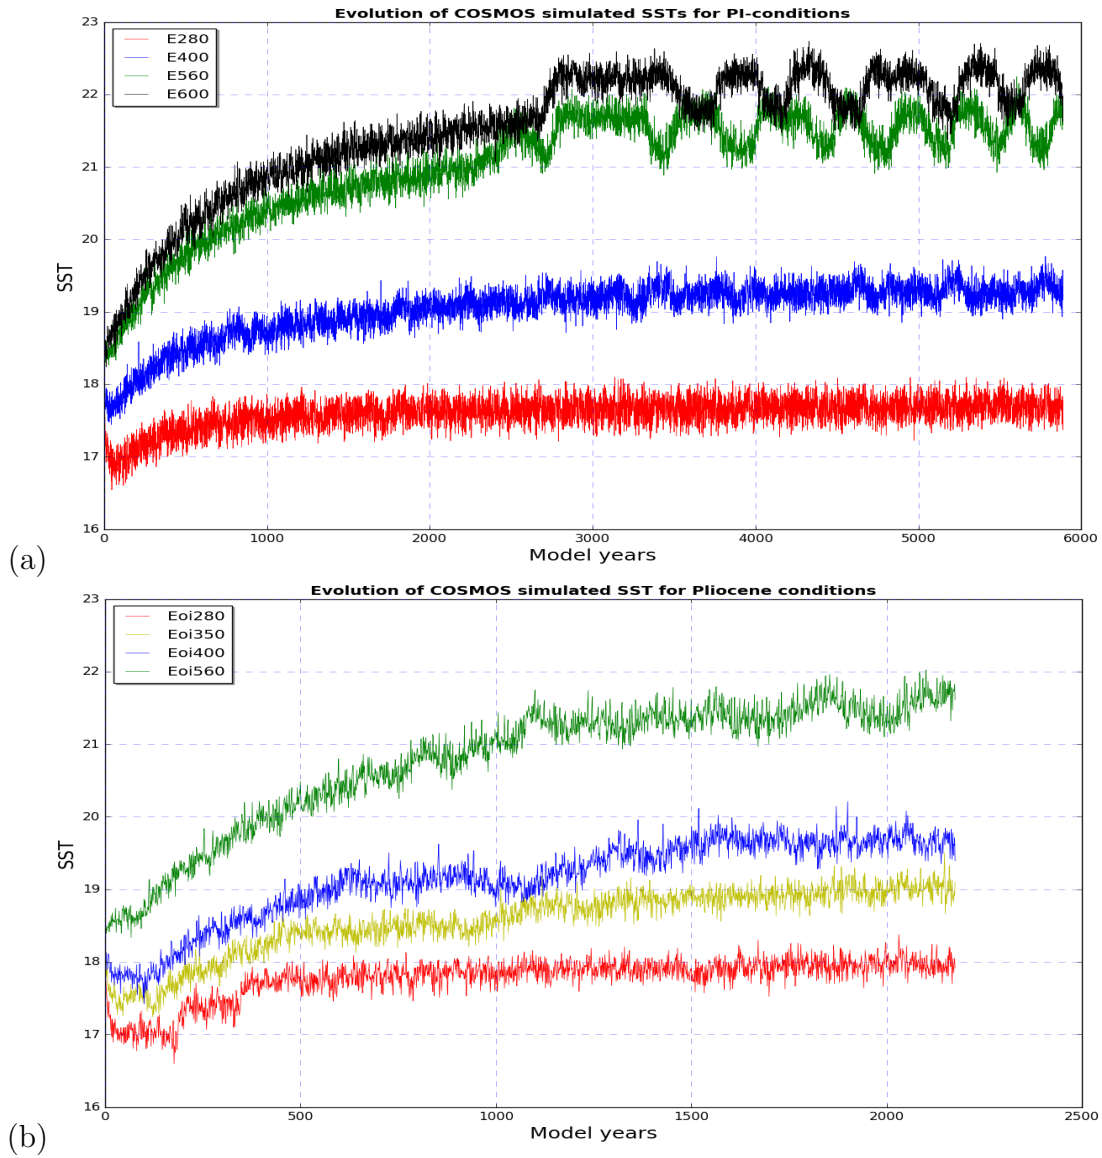 Evolution of COSMOS simulated SSTs for PI-conditions
23
22
21
20
19
18
17
16
SST
E280
E400
E560
E600
0 1000 2000 3000 4000 5000 6000
Model years
(a)
Evolution of COSMOS simulated SST for Pliocene conditions
23
22
21
20
19
18
17
16
SST
Eoi280
Eoi350
Eoi400
Eoi560
0 500 1000 1500 2000 2500
Model years
(b)